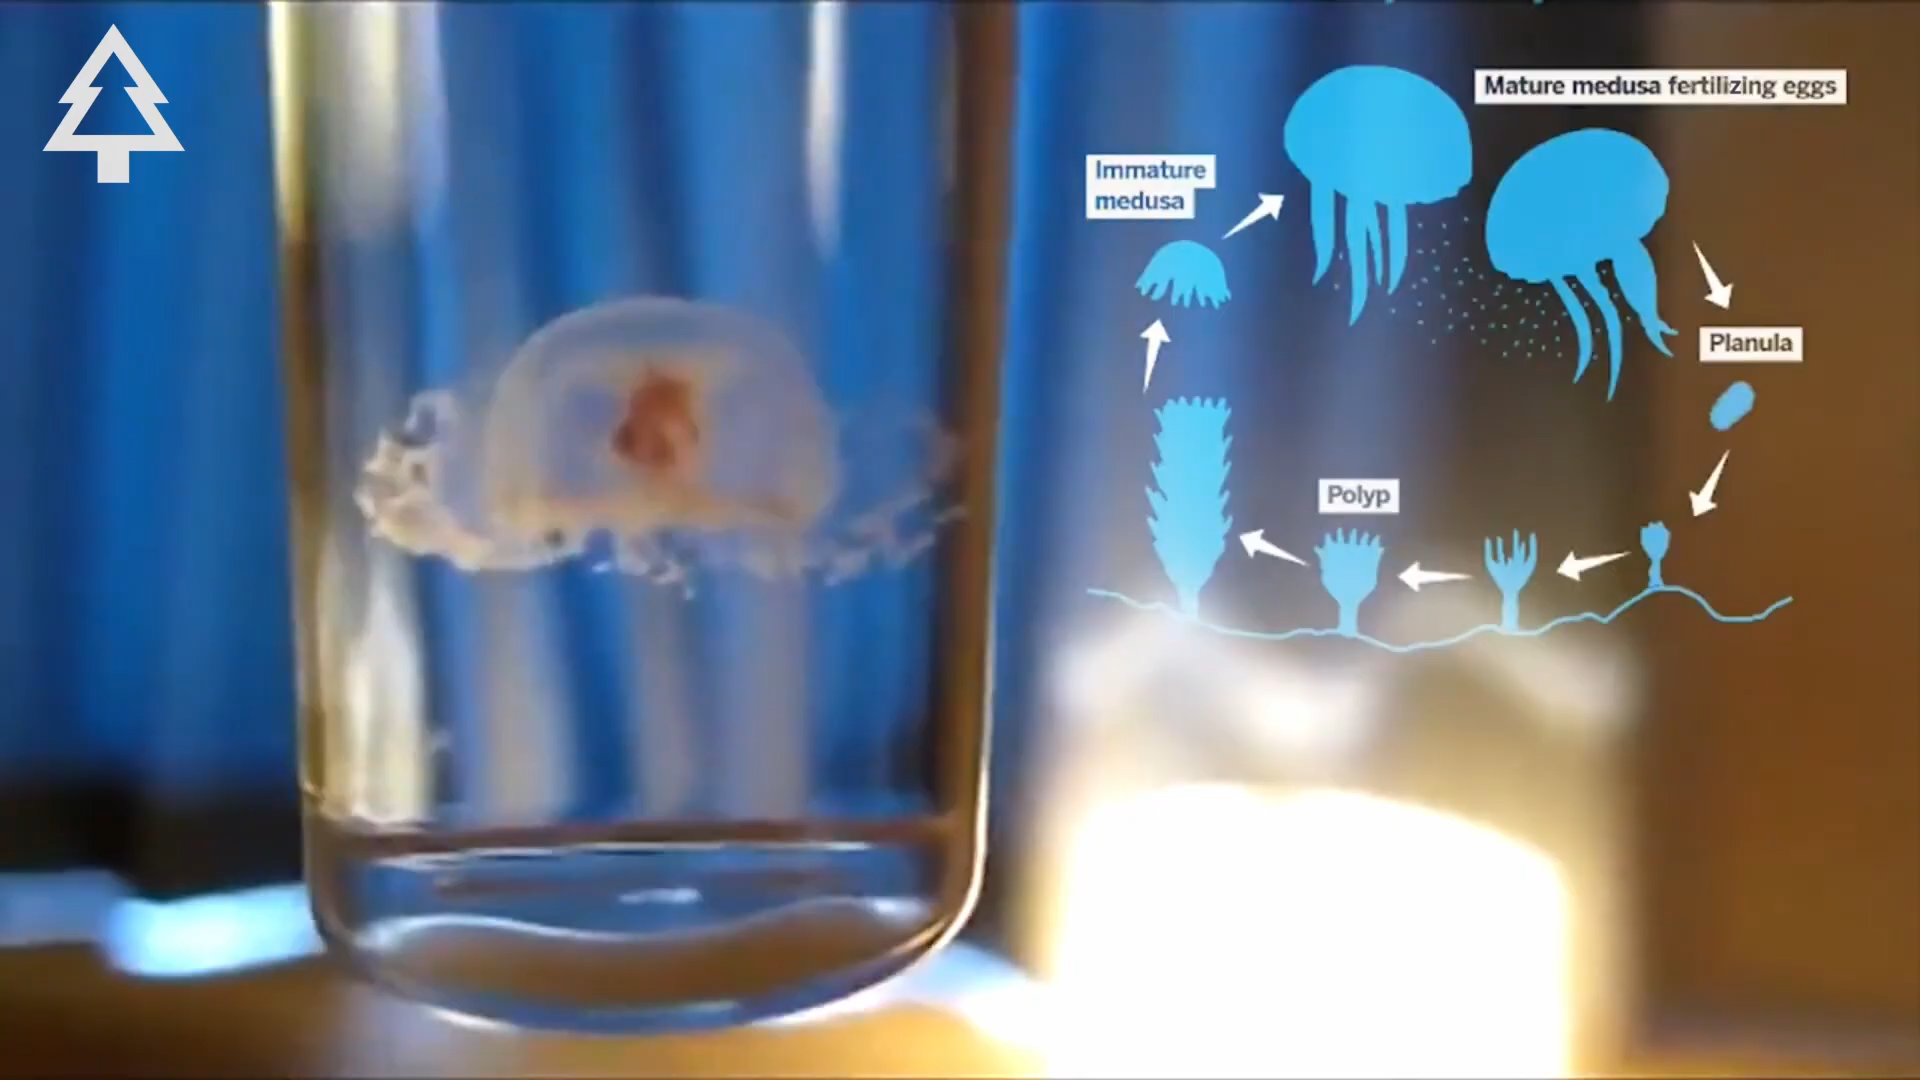 Mature medusa fertilizing eggs
Immature
medusa
Planula
Polyp